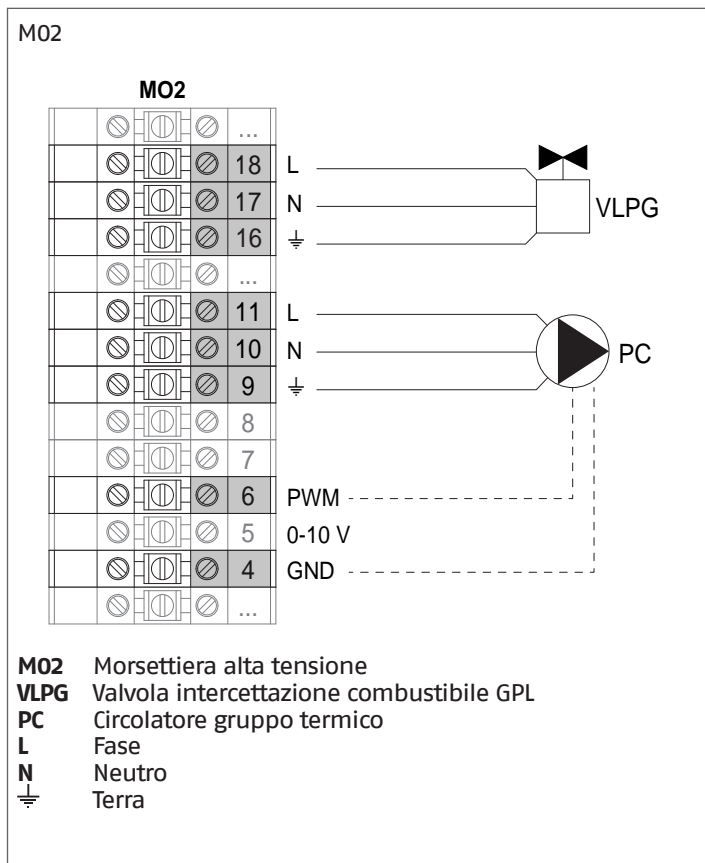 M02
MO2
...
18 L
17 N VLPG
16 ⏚
...
11 L
10 N PC
9 ⏚
8
7
6 PWM
5 0-10 V
4 GND
...
M02 Morsettiera alta tensione
VLPG Valvola intercettazione combustibile GPL
PC Circolatore gruppo termico
L Fase
N Neutro
⏚ Terra